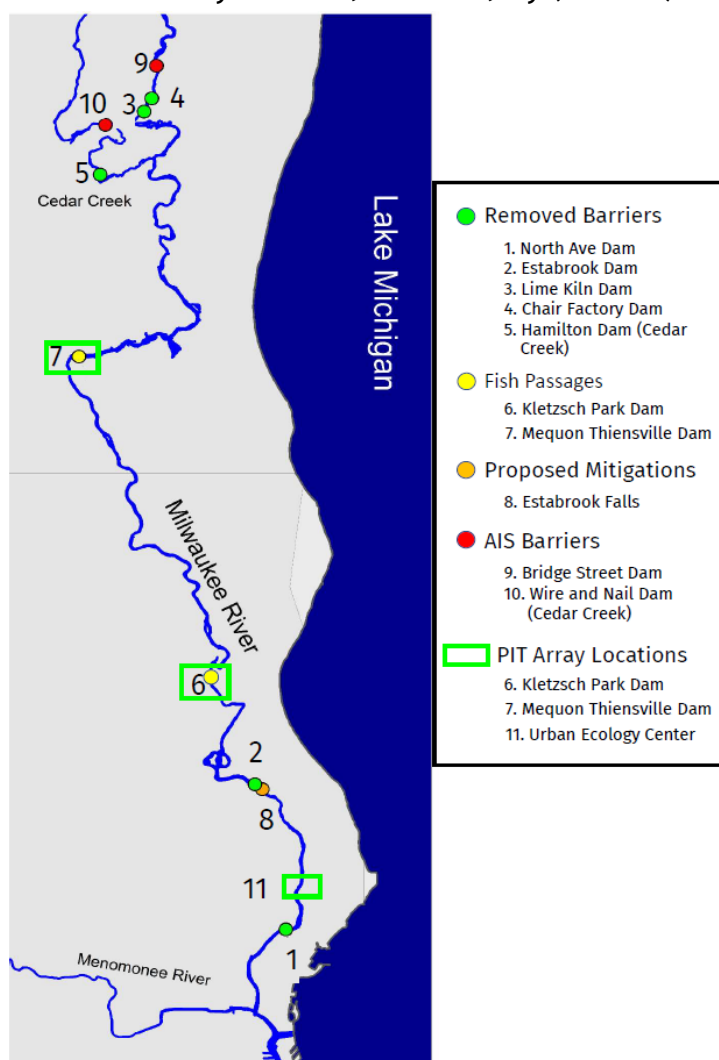 9
10
3
4
5
Cedar Creek
Lake Michigan
7
Milwaukee River
6
2
8
11
1
Menomonee River
Removed Barriers
1. North Ave Dam
2. Estabrook Dam
3. Lime Kiln Dam
4. Chair Factory Dam
5. Hamilton Dam (Cedar
Creek)
Fish Passages
6. Kletzsch Park Dam
7. Mequon Thiensville Dam
Proposed Mitigations
8. Estabrook Falls
AIS Barriers
9. Bridge Street Dam
10. Wire and Nail Dam
(Cedar Creek)
PIT Array Locations
6. Kletzsch Park Dam
7. Mequon Thiensville Dam
11. Urban Ecology Center